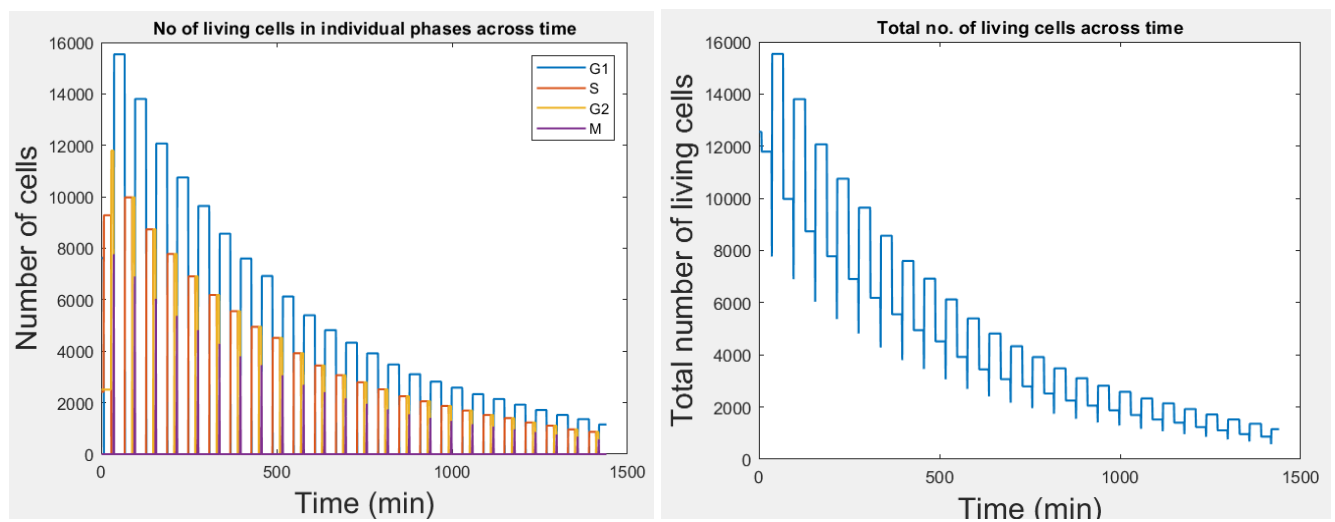 No of living cells in individual phases across time
16000
14000
12000
10000
8000
6000
4000
2000
0
Number of cells
G1
S
G2
M
0
500
1000
1500
Time (min)
Total no. of living cells across time
16000
14000
12000
10000
8000
6000
4000
2000
0
Total number of living cells
0
500
1000
1500
Time (min)